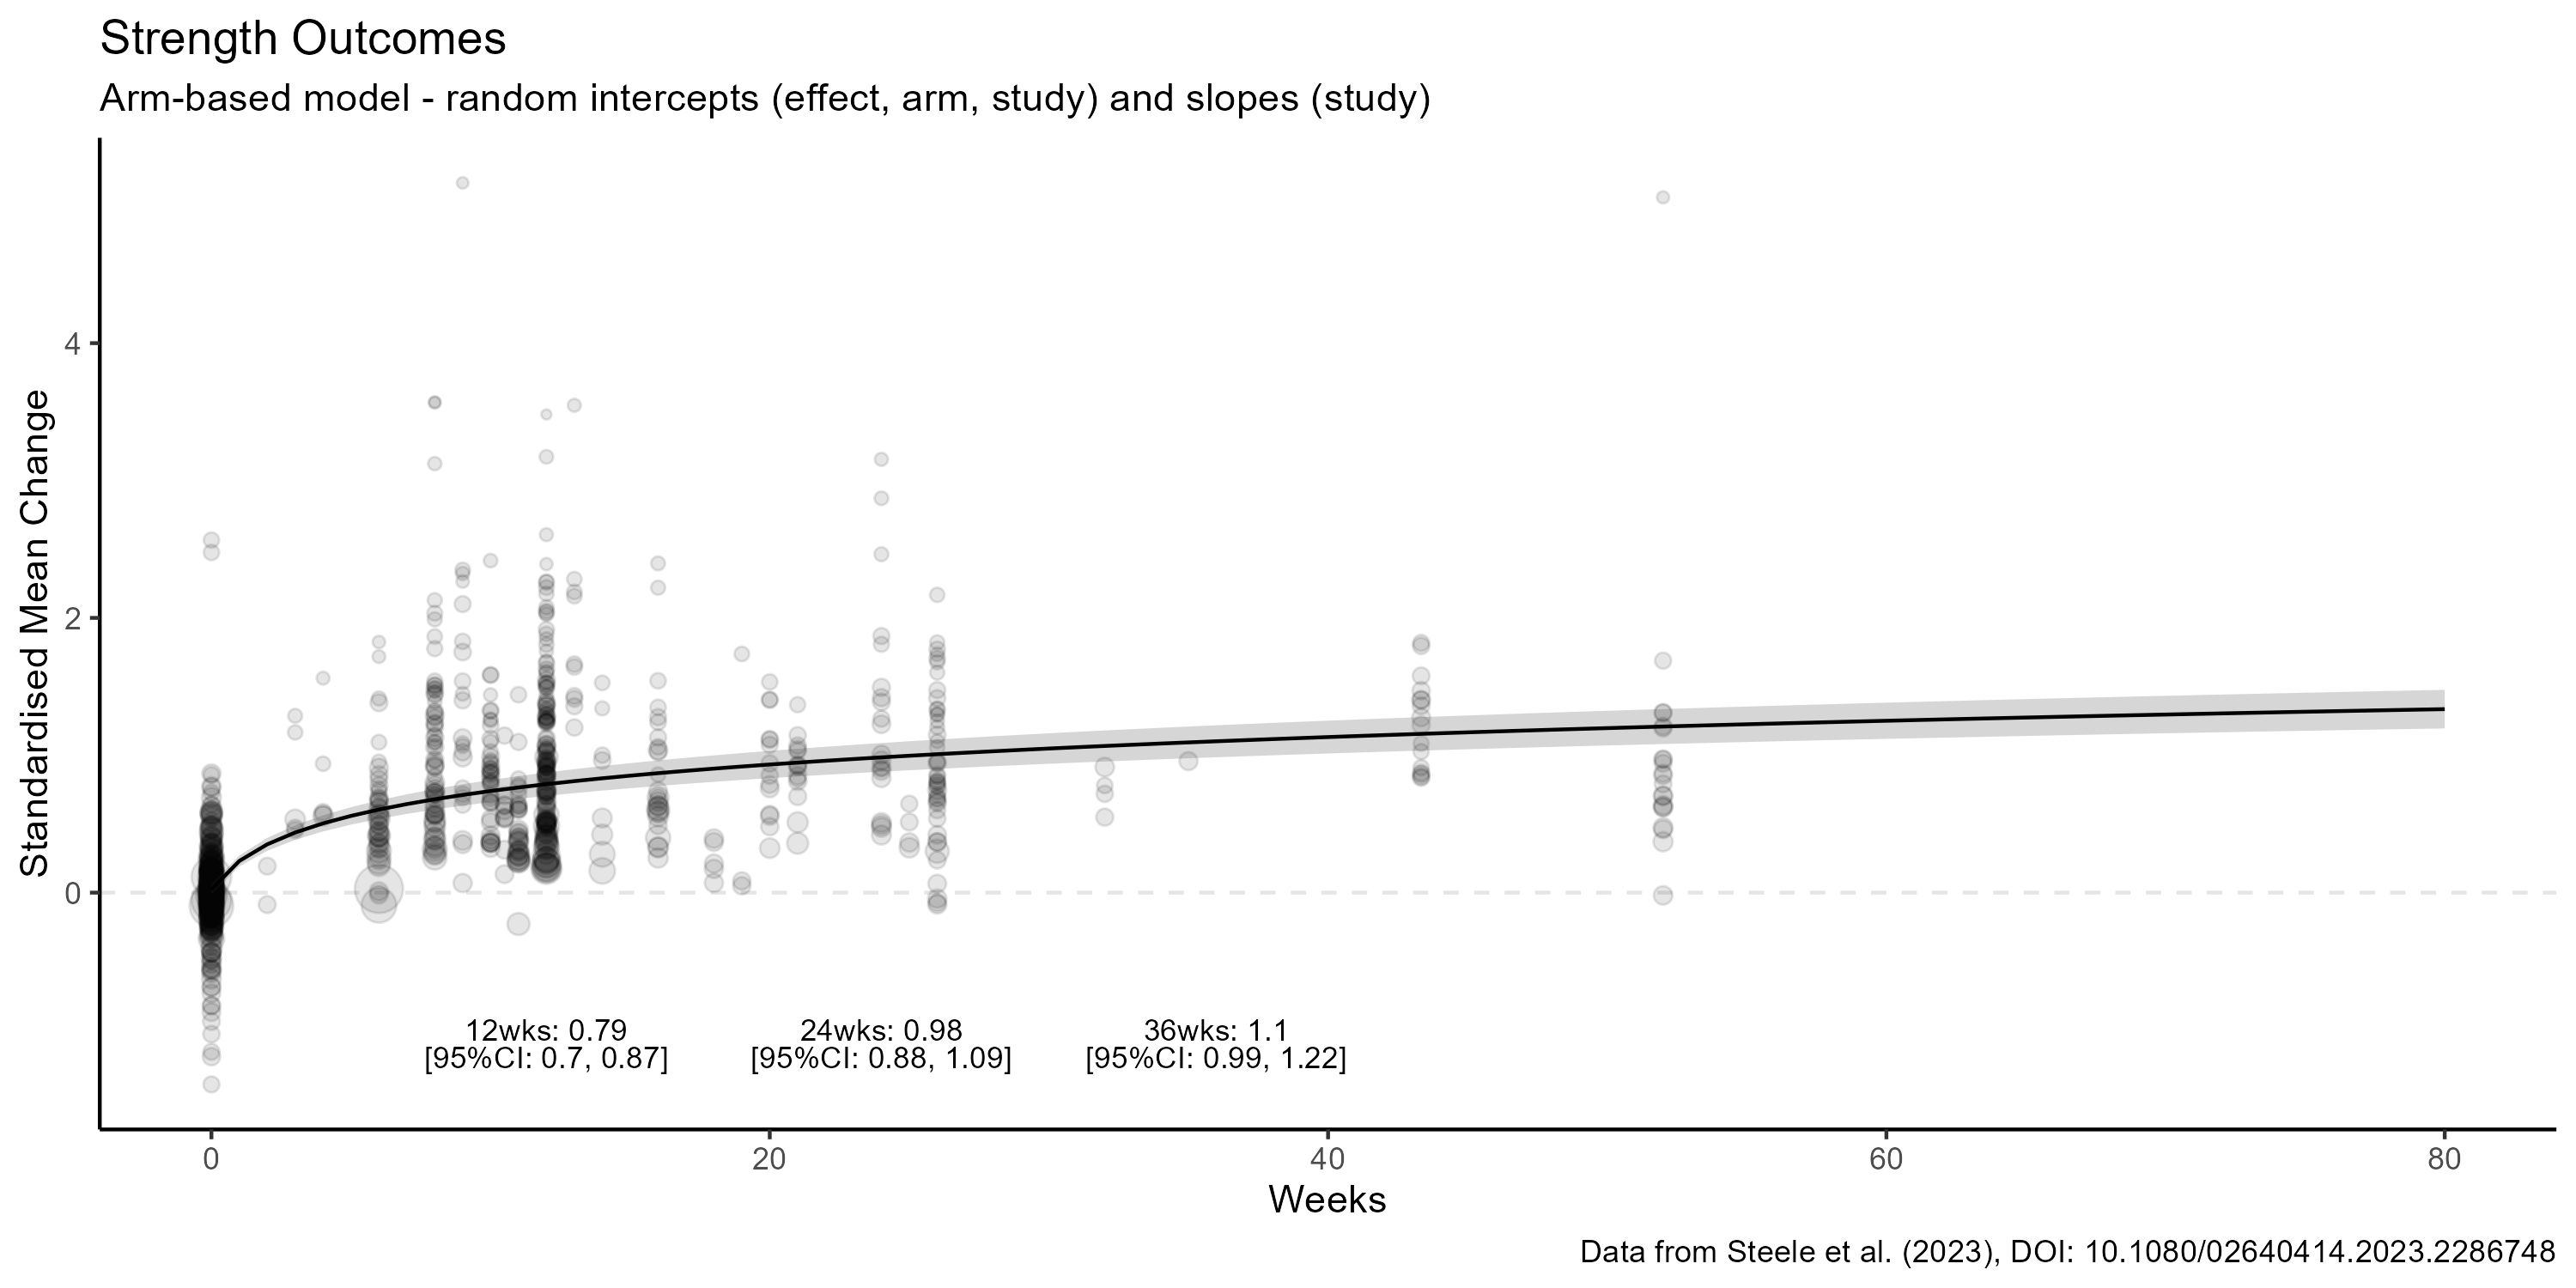 Strength Outcomes
Arm-based model - random intercepts (effect, arm, study) and slopes (study)
Standardised Mean Change
4
2
0
12wks: 0.79
[95%CI: 0.7, 0.87]
24wks: 0.98
[95%CI: 0.88, 1.09]
36wks: 1.1
[95%CI: 0.99, 1.22]
0
20
40
60
80
Weeks
Data from Steele et al. (2023), DOI: 10.1080/02640414.2023.2286748